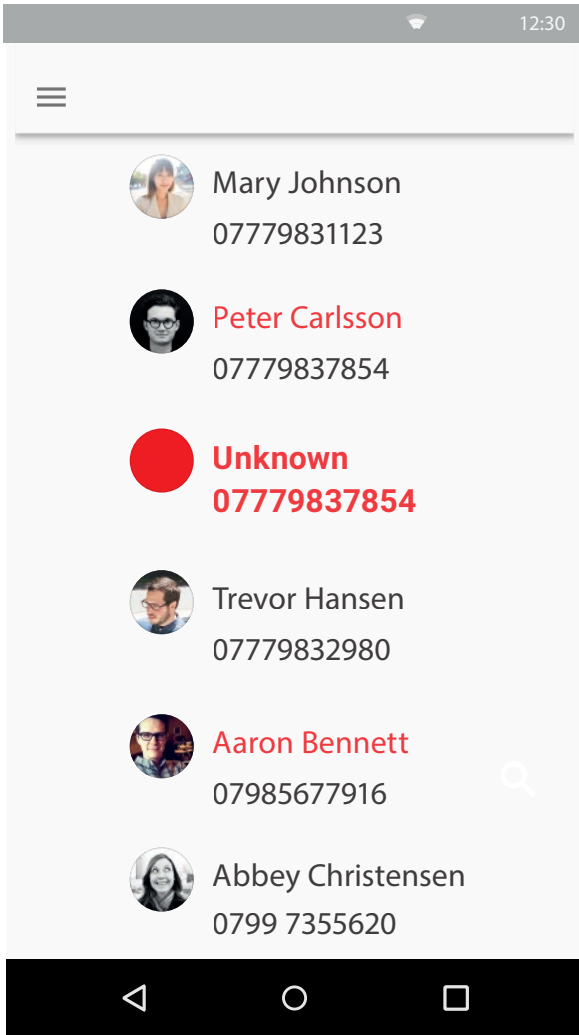 12:30
Mary Johnson
07779831123
Peter Carlsson
07779837854
Unknown
07779837854
Trevor Hansen
07779832980
Aaron Bennett
07985677916
Abbey Christensen
0799 7355620